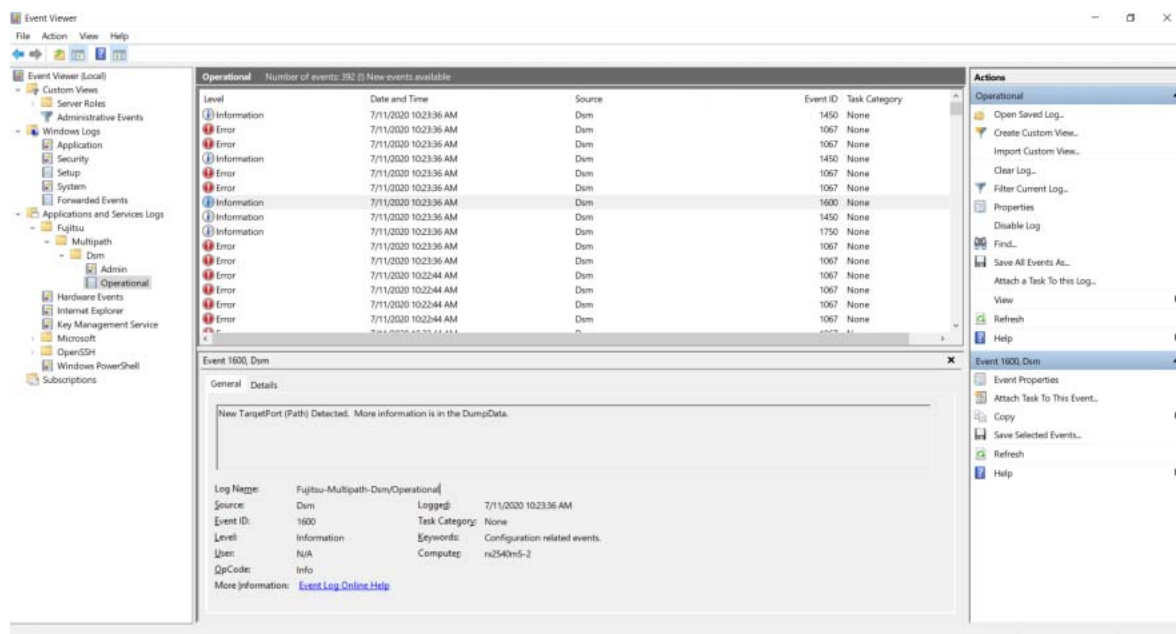 Event Viewer
File Action View Help
Event Viewer (Local)
Custom Views
Server Roles
Administrative Events
Windows Logs
Application
Security
Setup
System
Forwarded Events
Applications and Services Logs
Fujitsu
Multipath
Dsm
Admin
Operational
Hardware Events
Internet Explorer
Key Management Service
Microsoft
OpenSSH
Windows PowerShell
Subscriptions
Operational Number of events: 392 (!) New events available
Level Date and Time Source Event ID Task Category
Information 7/11/2020 10:23:36 AM Dsm 1450 None
Error 7/11/2020 10:23:36 AM Dsm 1067 None
Error 7/11/2020 10:23:36 AM Dsm 1067 None
Information 7/11/2020 10:23:36 AM Dsm 1450 None
Error 7/11/2020 10:23:36 AM Dsm 1067 None
Error 7/11/2020 10:23:36 AM Dsm 1067 None
Information 7/11/2020 10:23:36 AM Dsm 1600 None
Information 7/11/2020 10:23:36 AM Dsm 1450 None
Information 7/11/2020 10:23:36 AM Dsm 1750 None
Error 7/11/2020 10:23:36 AM Dsm 1067 None
Error 7/11/2020 10:23:36 AM Dsm 1067 None
Error 7/11/2020 10:22:44 AM Dsm 1067 None
Error 7/11/2020 10:22:44 AM Dsm 1067 None
Error 7/11/2020 10:22:44 AM Dsm 1067 None
Error 7/11/2020 10:22:44 AM Dsm 1067 None
Event 1600, Dsm
General Details
New TargetPort (Path) Detected. More information is in the DumpData.
Log Name: Fujitsu-Multipath-Dsm/Operational
Source: Dsm Logged: 7/11/2020 10:23:36 AM
Event ID: 1600 Task Category: None
Level: Information Keywords: Configuration related events.
User: N/A Computer: rx2540m5-2
OpCode: Info
More Information: Event Log Online Help
Actions
Operational
Open Saved Log...
Create Custom View...
Import Custom View...
Clear Log...
Filter Current Log...
Properties
Disable Log
Find...
Save All Events As...
Attach a Task To this Log...
View
Refresh
Help
Event 1600, Dsm
Event Properties
Attach Task To This Event...
Copy
Save Selected Events...
Refresh
Help